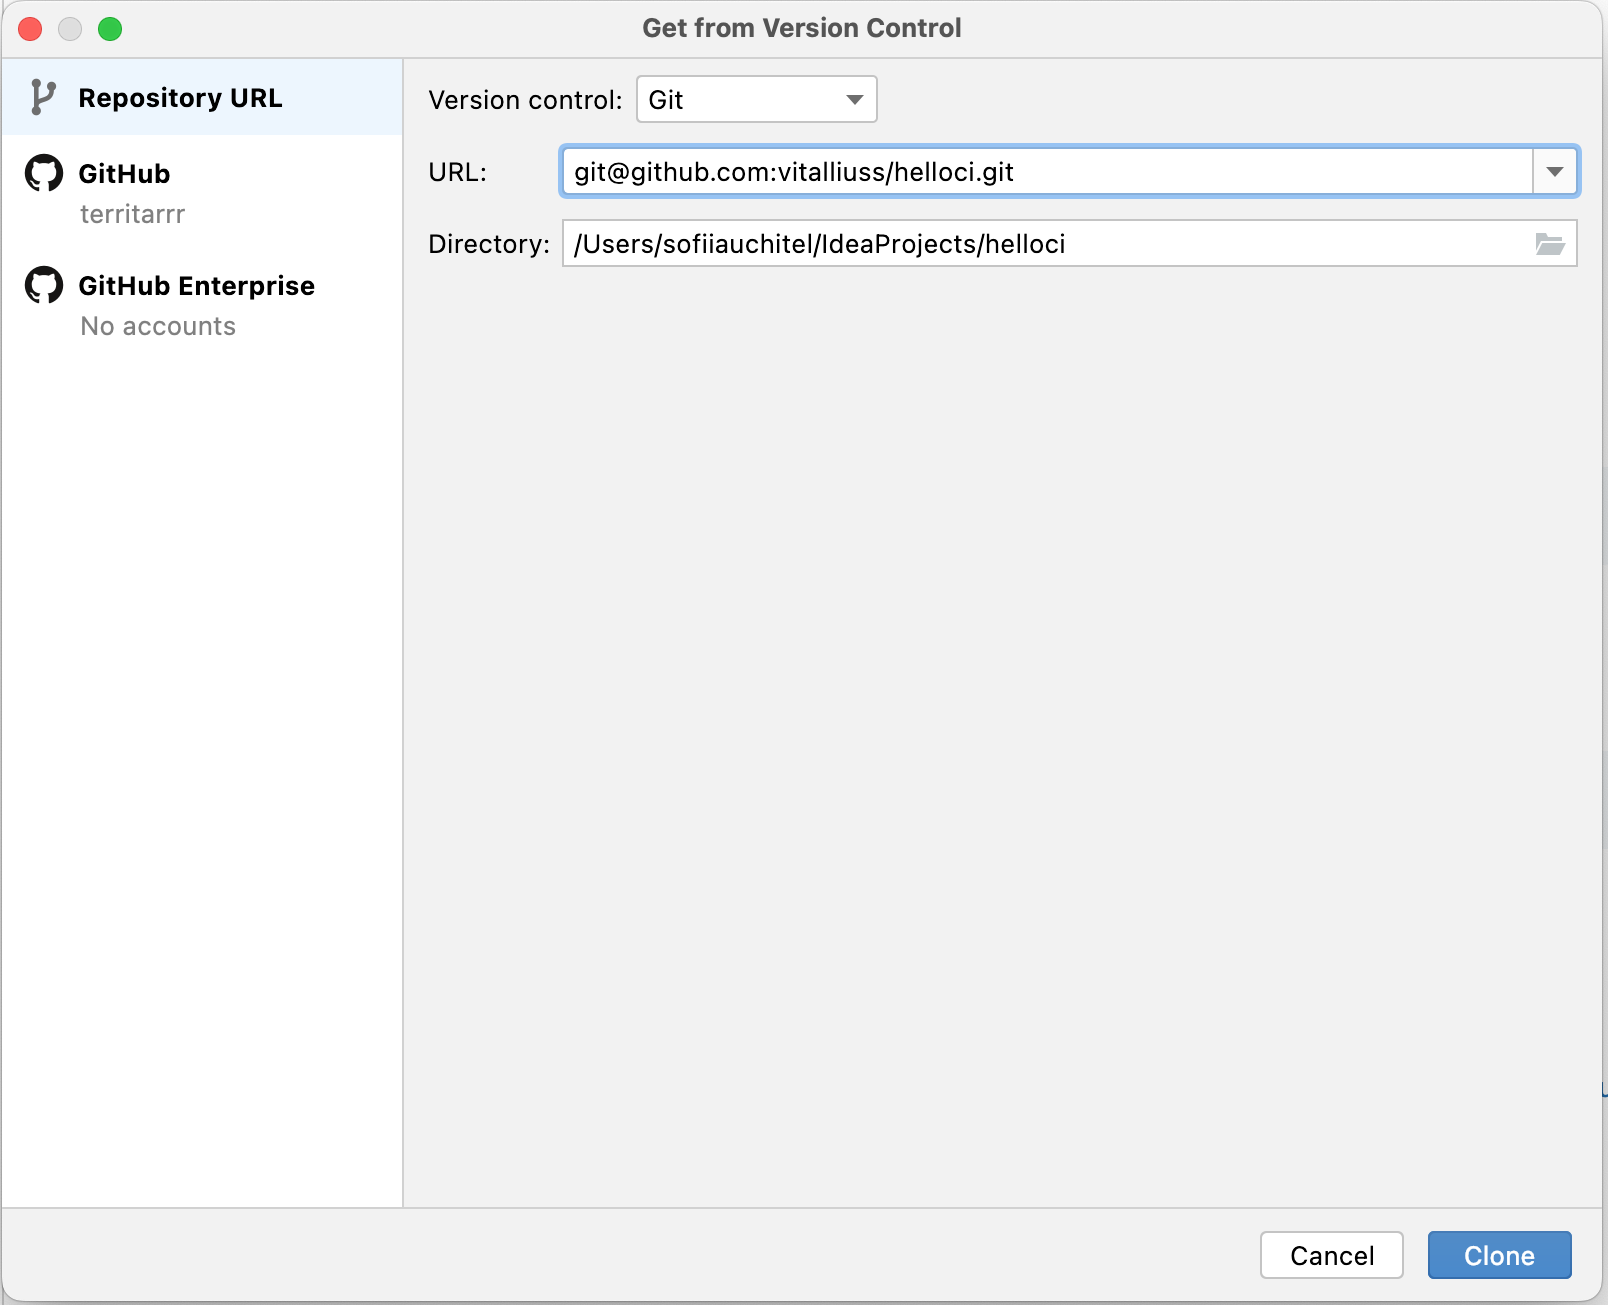 Get from Version Control
Repository URL
GitHub
territarrr
GitHub Enterprise
No accounts
Version control: Git
URL: git@github.com:vitalliuss/helloci.git
Directory: /Users/sofiiauchitel/IdeaProjects/helloci
Cancel Clone